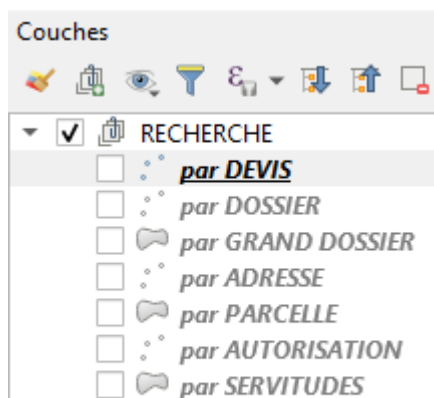 Couches
RECHERCHE
par DEVIS
par DOSSIER
par GRAND DOSSIER
par ADRESSE
par PARCELLE
par AUTORISATION
par SERVITUDES